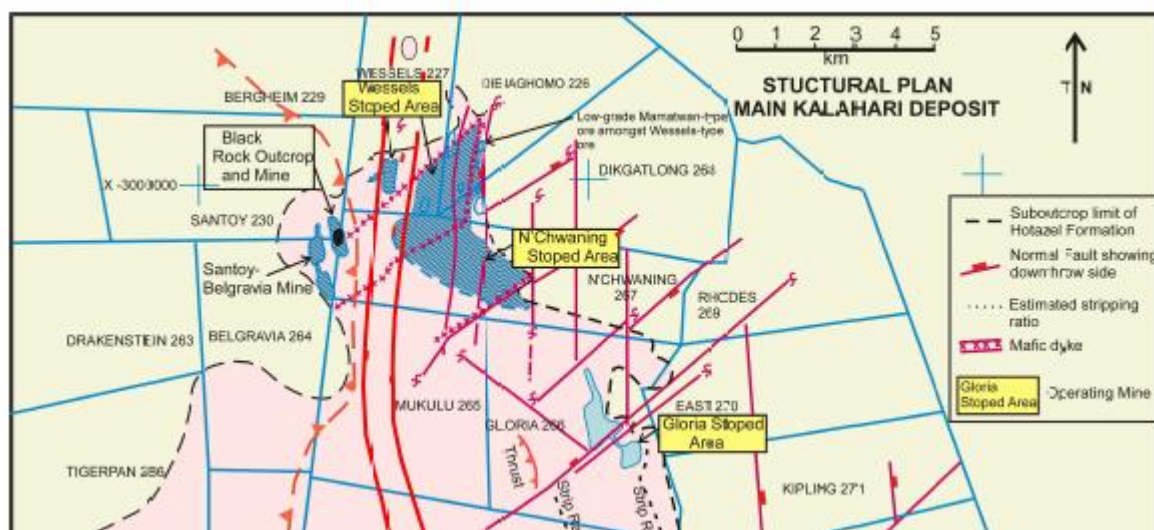 0 1 2 3 4 5
km
STUCTURAL PLAN
MAIN KALAHARI DEPOSIT
N
WESSELS 227
Wessels
Stoped Area
BERGHEIM 229
Low-grade Mamatwan-type
ore amongst Wessels-type
ore
Black
Rock Outcrop
and Mine
DIKGATLONG 268
X -3003000
SANTOY 230
N'Chwaning
Stoped Area
Santoy-
Belgravia Mine
N'CHWANING
267
RHODES
269
DRAKENSTEIN 263
BELGRAVIA 264
MUKULU 265
GLORIA 266
EAST 270
Gloria Stoped
Area
Thrust
TIGERPAN 286
KIPLING 271
Strip
Strip
Suboutcrop limit of
Hotazel Formation
Normal Fault showing
downthrow side
Estimated stripping
ratio
Mafic dyke
Gloria
Stoped Area
Operating Mine